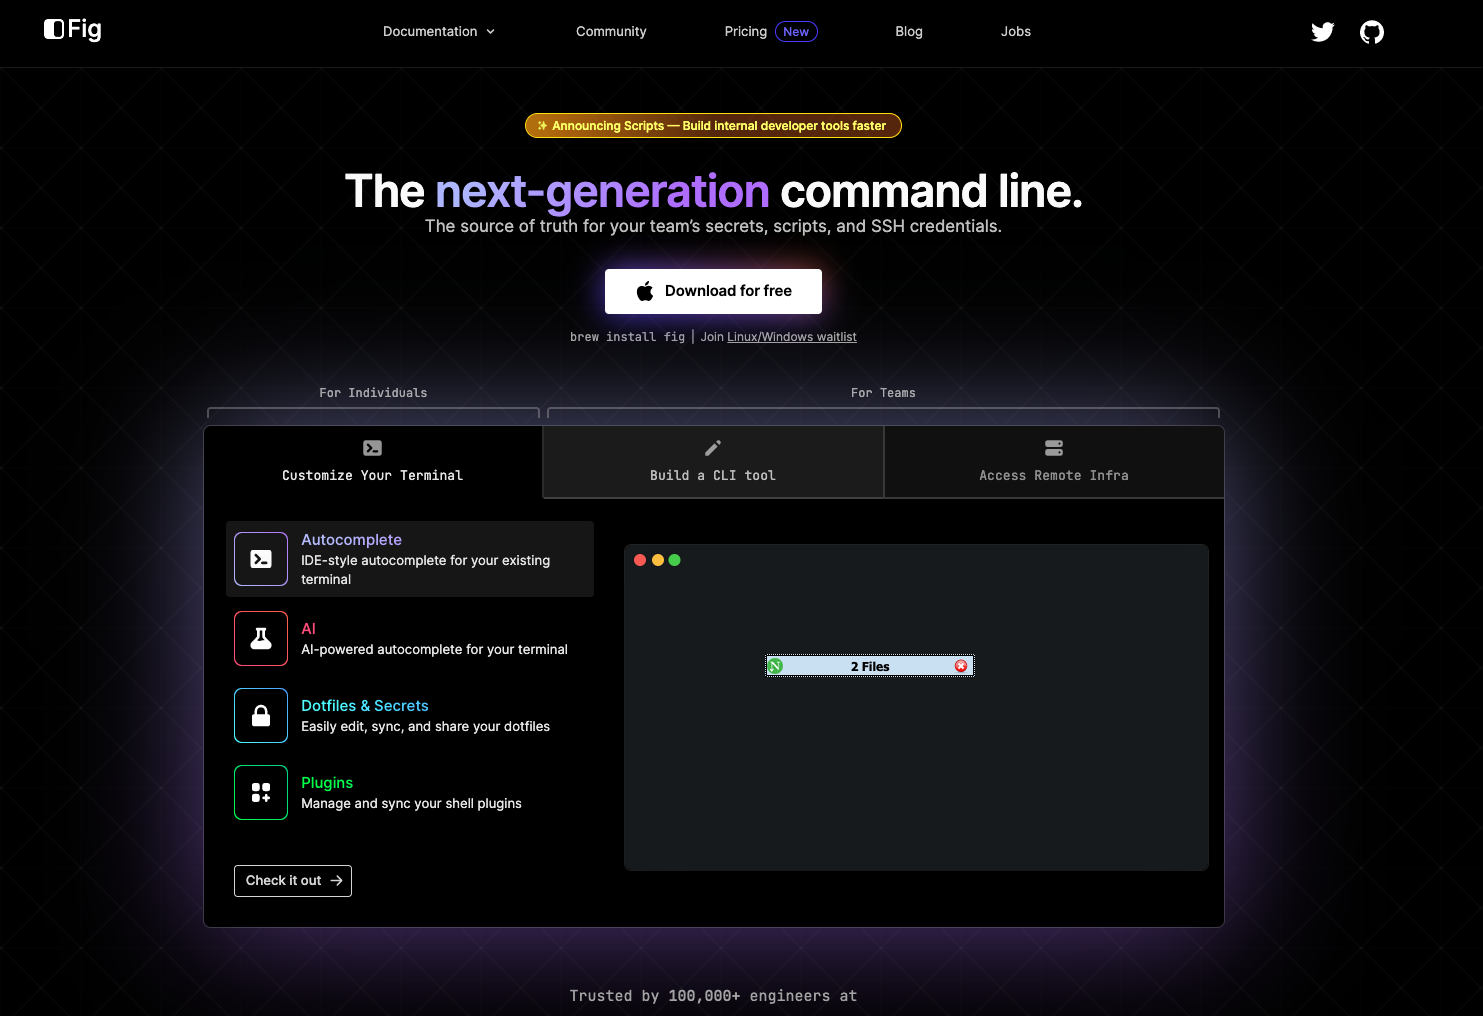 Fig
Documentation
Community
Pricing New
Blog
Jobs
Announcing Scripts — Build internal developer tools faster
The next-generation command line.
The source of truth for your team’s secrets, scripts, and SSH credentials.
Download for free
brew install fig | Join Linux/Windows waitlist
For Individuals
For Teams
Customize Your Terminal
Build a CLI tool
Access Remote Infra
Autocomplete
IDE-style autocomplete for your existing
terminal
AI
AI-powered autocomplete for your terminal
Dotfiles & Secrets
Easily edit, sync, and share your dotfiles
Plugins
Manage and sync your shell plugins
Check it out
2 Files
Trusted by 100,000+ engineers at